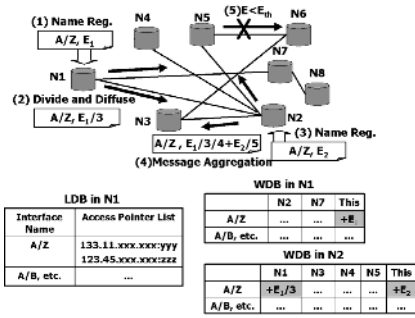 (1) Name Reg.
A/Z, E1
N4
N5
(5)E<Eth
N6
N7
N8
N1
(2) Divide and Diffuse
A/Z, E1/3
N3
N2
A/Z, E1/3/4+E2/5
(4)Message Aggregation
(3) Name Reg.
A/Z, E2
LDB in N1
Interface Name
Access Pointer List
A/Z
133.11.xxx.xxx:yyy
123.45.xxx.xxx:zzz
A/B, etc.
...
WDB in N1
N2 N7 This
A/Z ... ... +E
A/B, etc. ... ... ...
WDB in N2
N1 N3 N4 N5 This
A/Z +E1/3 ... ... ... +E2
A/B, etc. ... ... ... ... ...